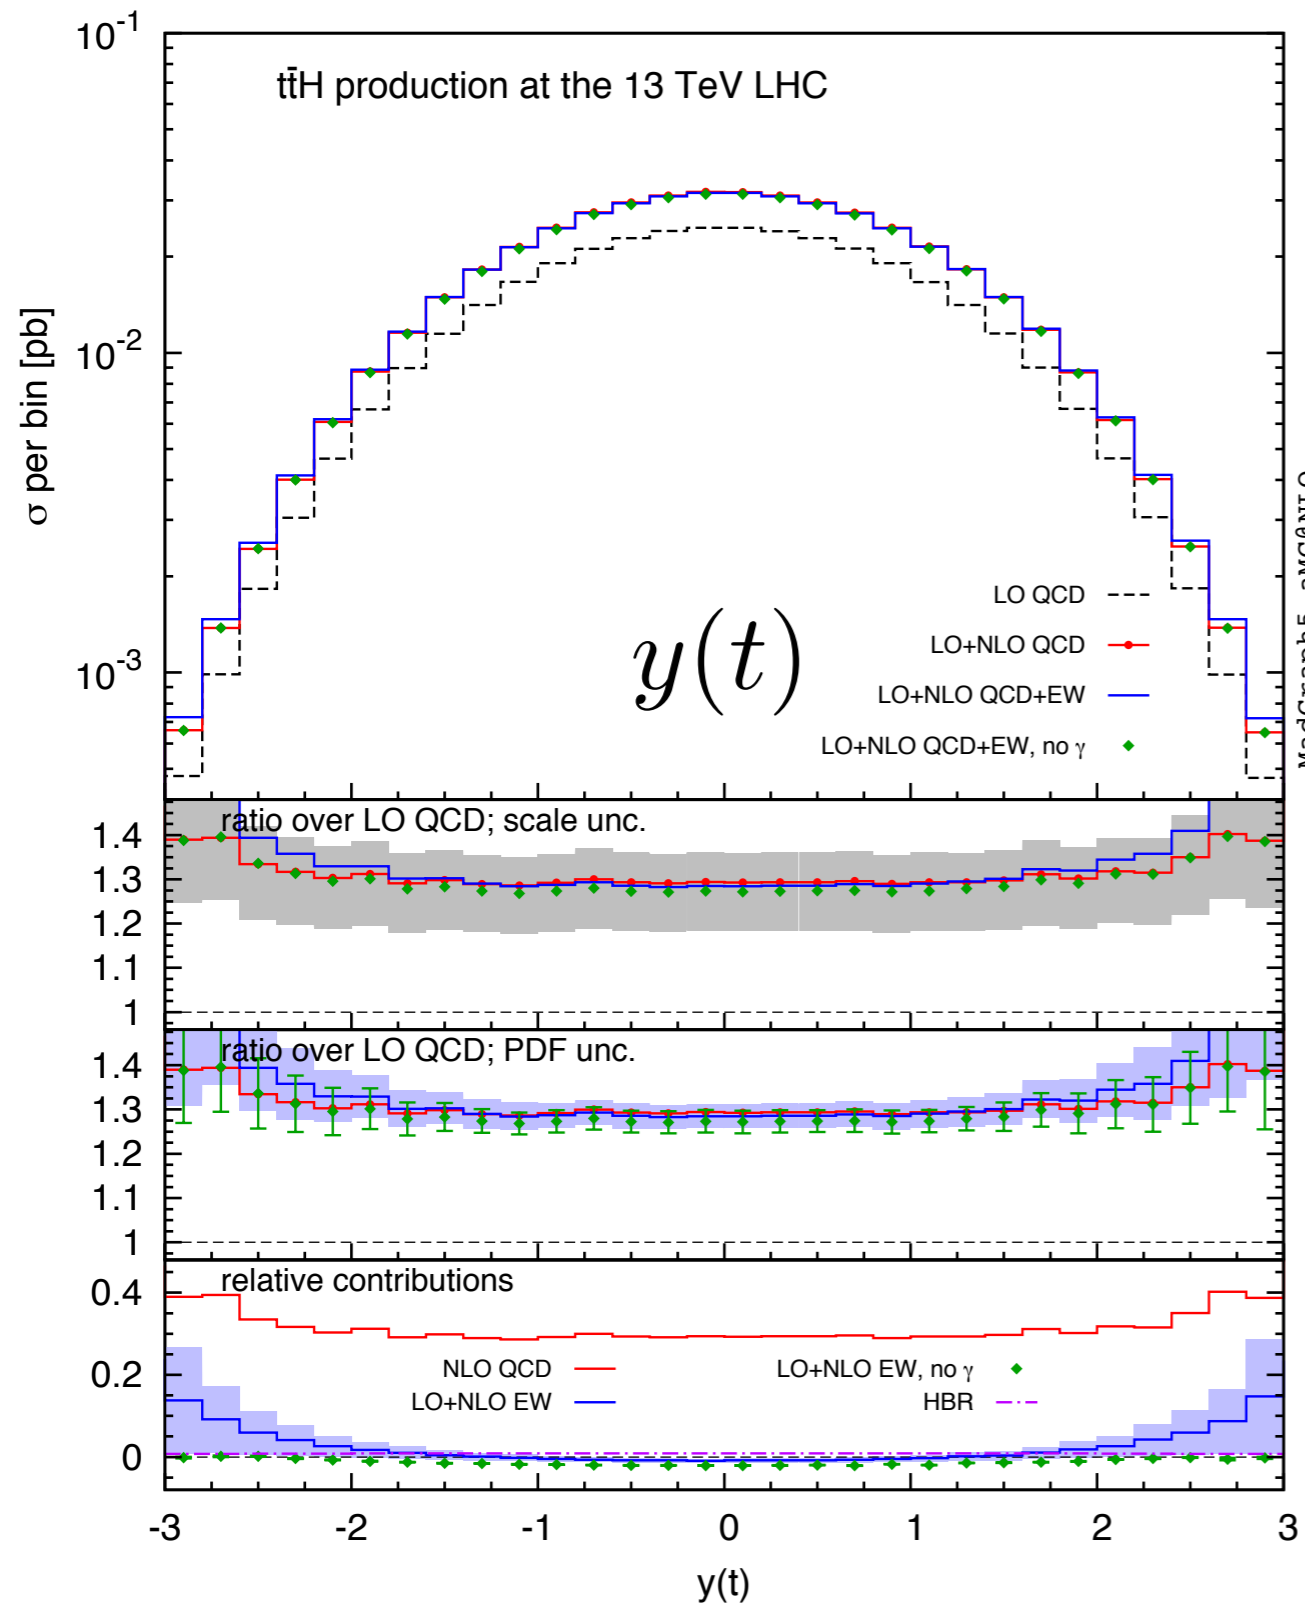 10^-1
tt̄H production at the 13 TeV LHC
10^-2
σ per bin [pb]
LO QCD
LO+NLO QCD
y(t)
LO+NLO QCD+EW
10^-3
LO+NLO QCD+EW, no γ
ratio over LO QCD; scale unc.
1.4
1.3
1.2
1.1
1
ratio over LO QCD; PDF unc.
1.4
1.3
1.2
1.1
1
relative contributions
0.4
NLO QCD
LO+NLO EW, no γ
0.2
LO+NLO EW
HBR
0
-3 -2 -1 0 1 2 3
y(t)